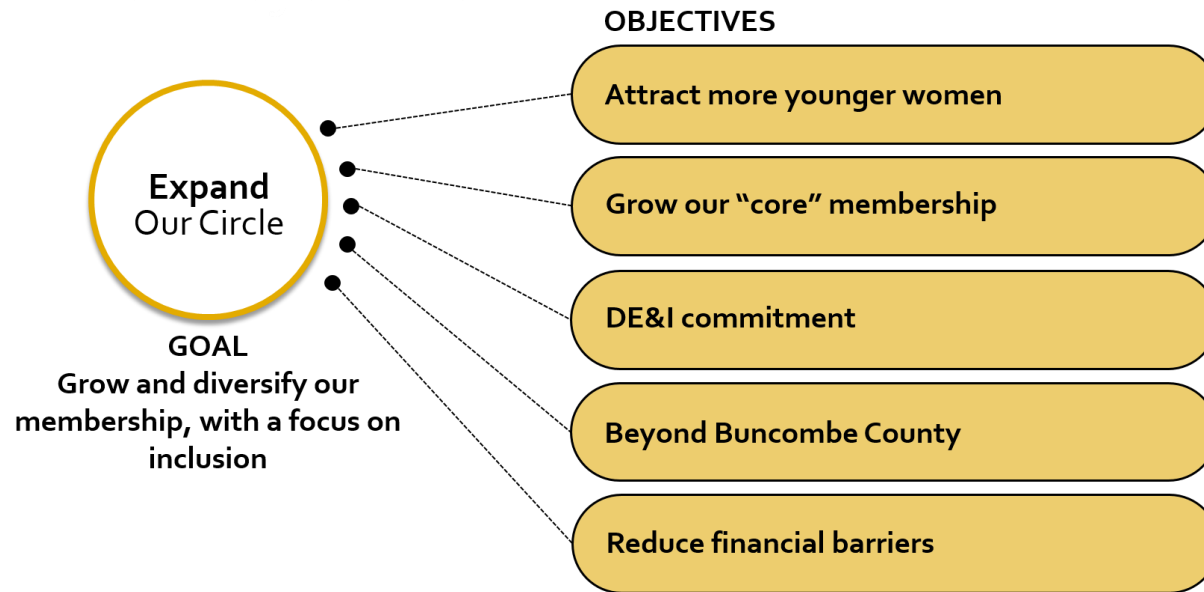 OBJECTIVES
Expand
Our Circle
GOAL
Grow and diversify our
membership, with a focus on
inclusion
Attract more younger women
Grow our “core” membership
DE&I commitment
Beyond Buncombe County
Reduce financial barriers